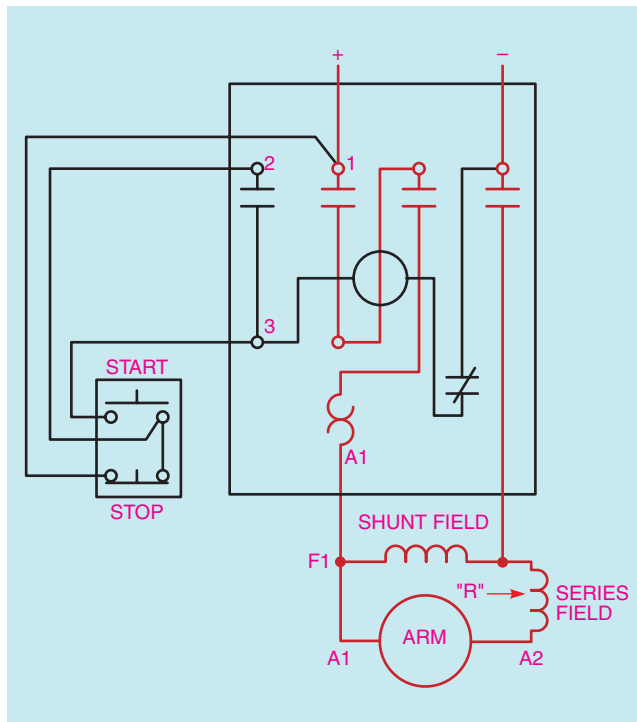 + –
2 1
3
START
STOP
A1
SHUNT FIELD
F1
"R" SERIES
FIELD
ARM
A1 A2